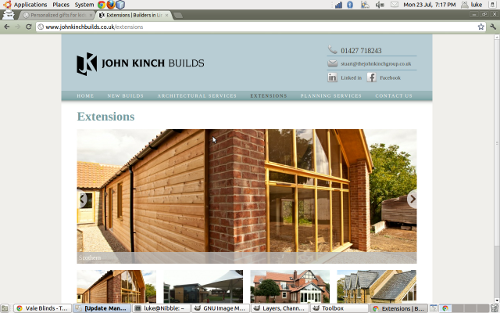 Applications Places System
Mon 23 Jul, 7:17 PM luke
Personalised gifts for kid
Extensions | Builders in L
www.johnkinchbuilds.co.uk/extensions
JOHN KINCH BUILDS
01427 718243
stuart@thejohnkinchgroup.co.uk
Linked in Facebook
HOME NEW BUILDS ARCHITECTURAL SERVICES EXTENSIONS PLANNING SERVICES CONTACT US
Extensions
Vale Blinds - T...
[Update Man...
luke@Nibble: ~
GNU Image M...
Layers, Chann...
Toolbox
Extensions | B...